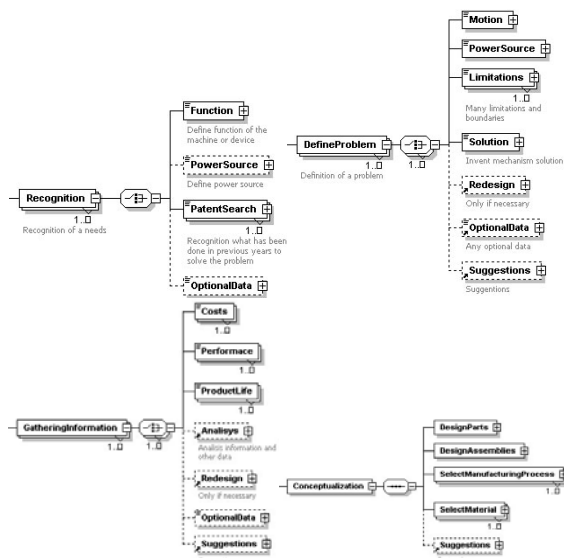 Function
Define function of the
machine or device
PowerSource
Define power source
Recognition
1..
Recognition of a needs
PatentSearch
1..
Recognition what has been
done in previous years to
solve the problem
OptionalData
Motion
PowerSource
Limitations
1..
Many limitations and
boundaries
DefineProblem
1..
1..
Definition of a problem
Solution
Invent mechanism solution
Redesign
Only if necessary
OptionalData
Any optional data
Suggestions
Suggentions
Costs
1..
Performace
1..
ProductLife
1..
GatheringInformation
1..
1..
Analisys
Analisis information and
other data
Redesign
Only if necessary
OptionalData
Suggestions
DesignParts
DesignAssemblies
SelectManufacturingProcess
1..
Conceptualization
SelectMaterial
1..
Suggestions